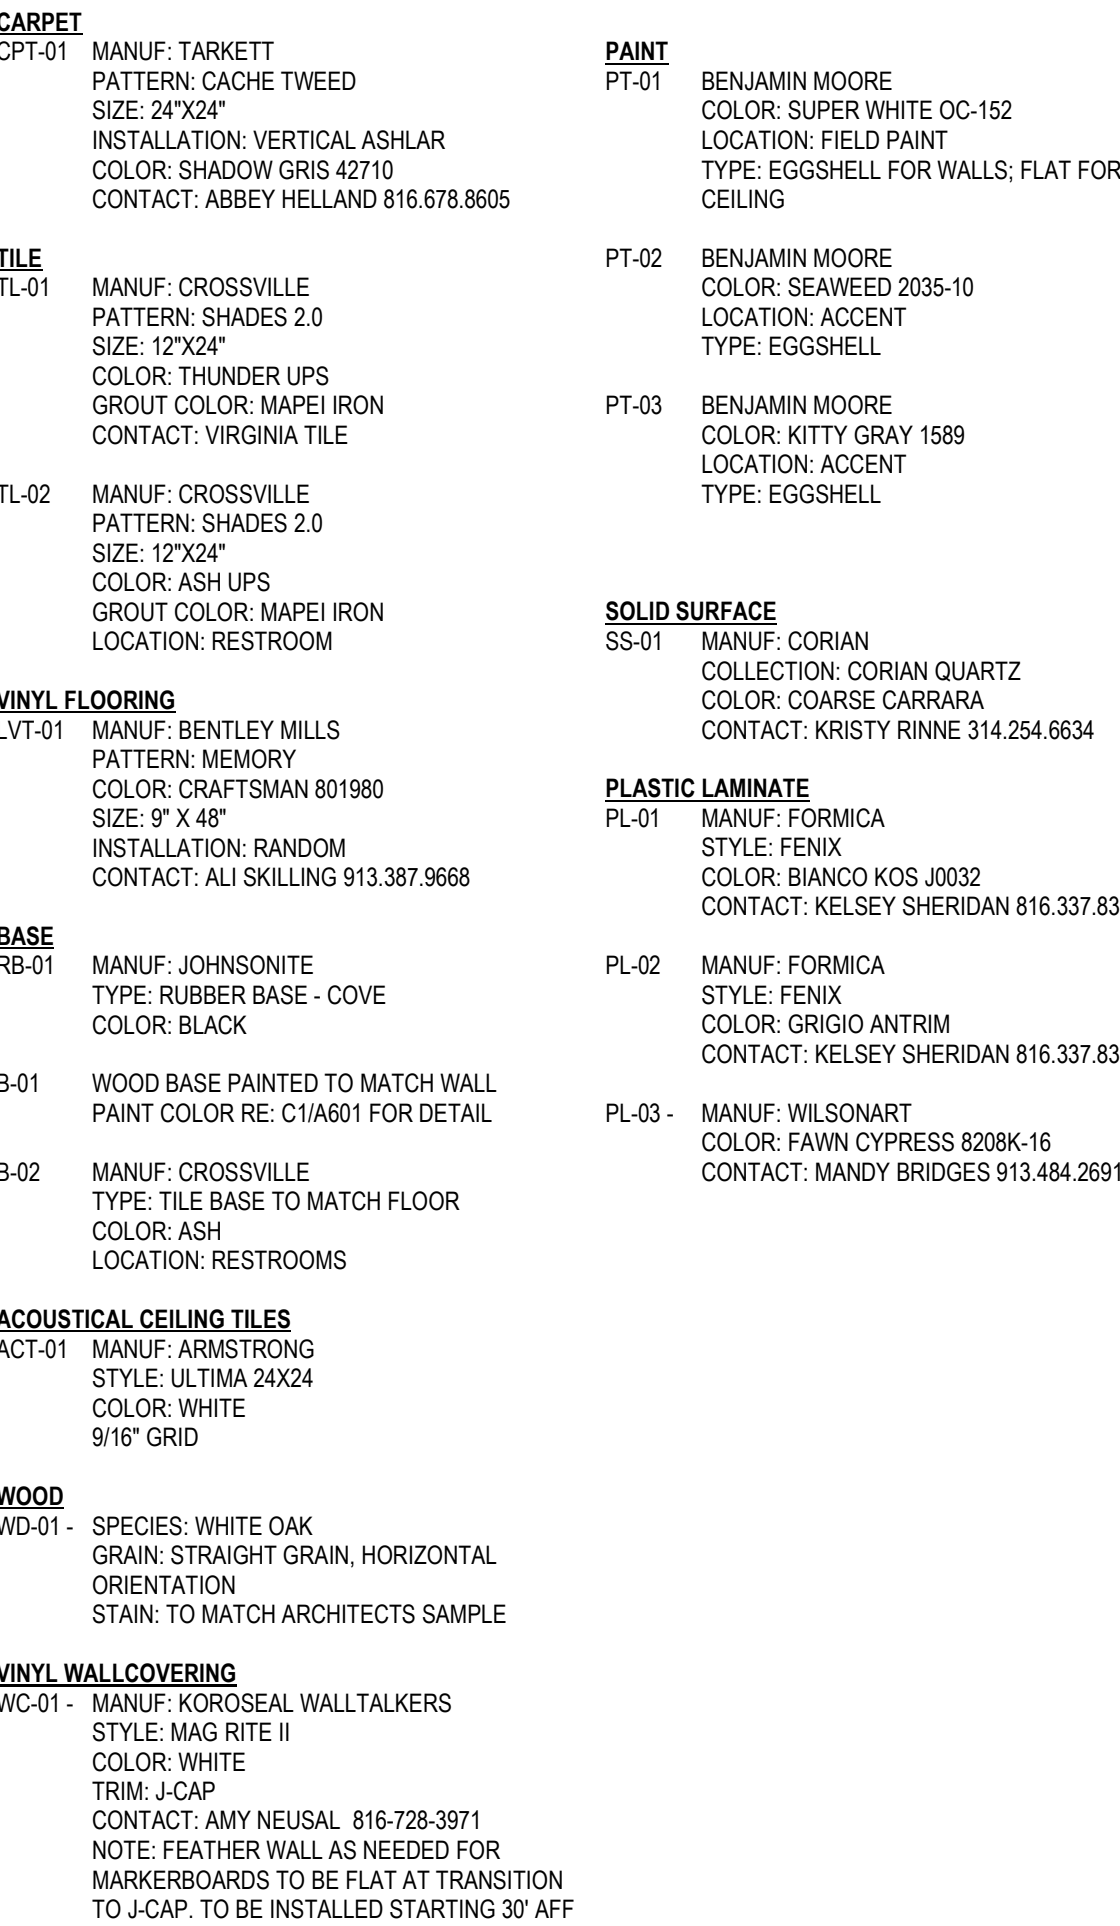 CARPET
CPT-01 MANUF: TARKETT
PATTERN: CACHE TWEED
SIZE: 24"X24"
INSTALLATION: VERTICAL ASHLAR
COLOR: SHADOW GRIS 42710
CONTACT: ABBEY HELLAND 816.678.8605
TILE
TL-01 MANUF: CROSSVILLE
PATTERN: SHADES 2.0
SIZE: 12"X24"
COLOR: THUNDER UPS
GROUT COLOR: MAPEI IRON
CONTACT: VIRGINIA TILE
TL-02 MANUF: CROSSVILLE
PATTERN: SHADES 2.0
SIZE: 12"X24"
COLOR: ASH UPS
GROUT COLOR: MAPEI IRON
LOCATION: RESTROOM
VINYL FLOORING
LVT-01 MANUF: BENTLEY MILLS
PATTERN: MEMORY
COLOR: CRAFTSMAN 801980
SIZE: 9" X 48"
INSTALLATION: RANDOM
CONTACT: ALI SKILLING 913.387.9668
BASE
RB-01 MANUF: JOHNSONITE
TYPE: RUBBER BASE - COVE
COLOR: BLACK
B-01 WOOD BASE PAINTED TO MATCH WALL
PAINT COLOR RE: C1/A601 FOR DETAIL
B-02 MANUF: CROSSVILLE
TYPE: TILE BASE TO MATCH FLOOR
COLOR: ASH
LOCATION: RESTROOMS
ACOUSTICAL CEILING TILES
ACT-01 MANUF: ARMSTRONG
STYLE: ULTIMA 24X24
COLOR: WHITE
9/16" GRID
WOOD
WD-01 - SPECIES: WHITE OAK
GRAIN: STRAIGHT GRAIN, HORIZONTAL
ORIENTATION
STAIN: TO MATCH ARCHITECTS SAMPLE
VINYL WALLCOVERING
WC-01 - MANUF: KOROSEAL WALLTALKERS
STYLE: MAG RITE II
COLOR: WHITE
TRIM: J-CAP
CONTACT: AMY NEUSAL 816-728-3971
NOTE: FEATHER WALL AS NEEDED FOR
MARKERBOARDS TO BE FLAT AT TRANSITION
TO J-CAP. TO BE INSTALLED STARTING 30' AFF
PAINT
PT-01 BENJAMIN MOORE
COLOR: SUPER WHITE OC-152
LOCATION: FIELD PAINT
TYPE: EGGSHELL FOR WALLS; FLAT FOR
CEILING
PT-02 BENJAMIN MOORE
COLOR: SEAWEED 2035-10
LOCATION: ACCENT
TYPE: EGGSHELL
PT-03 BENJAMIN MOORE
COLOR: KITTY GRAY 1589
LOCATION: ACCENT
TYPE: EGGSHELL
SOLID SURFACE
SS-01 MANUF: CORIAN
COLLECTION: CORIAN QUARTZ
COLOR: COARSE CARRARA
CONTACT: KRISTY RINNE 314.254.6634
PLASTIC LAMINATE
PL-01 MANUF: FORMICA
STYLE: FENIX
COLOR: BIANCO KOS J0032
CONTACT: KELSEY SHERIDAN 816.337.83
PL-02 MANUF: FORMICA
STYLE: FENIX
COLOR: GRIGIO ANTRIM
CONTACT: KELSEY SHERIDAN 816.337.83
PL-03 - MANUF: WILSONART
COLOR: FAWN CYPRESS 8208K-16
CONTACT: MANDY BRIDGES 913.484.2691